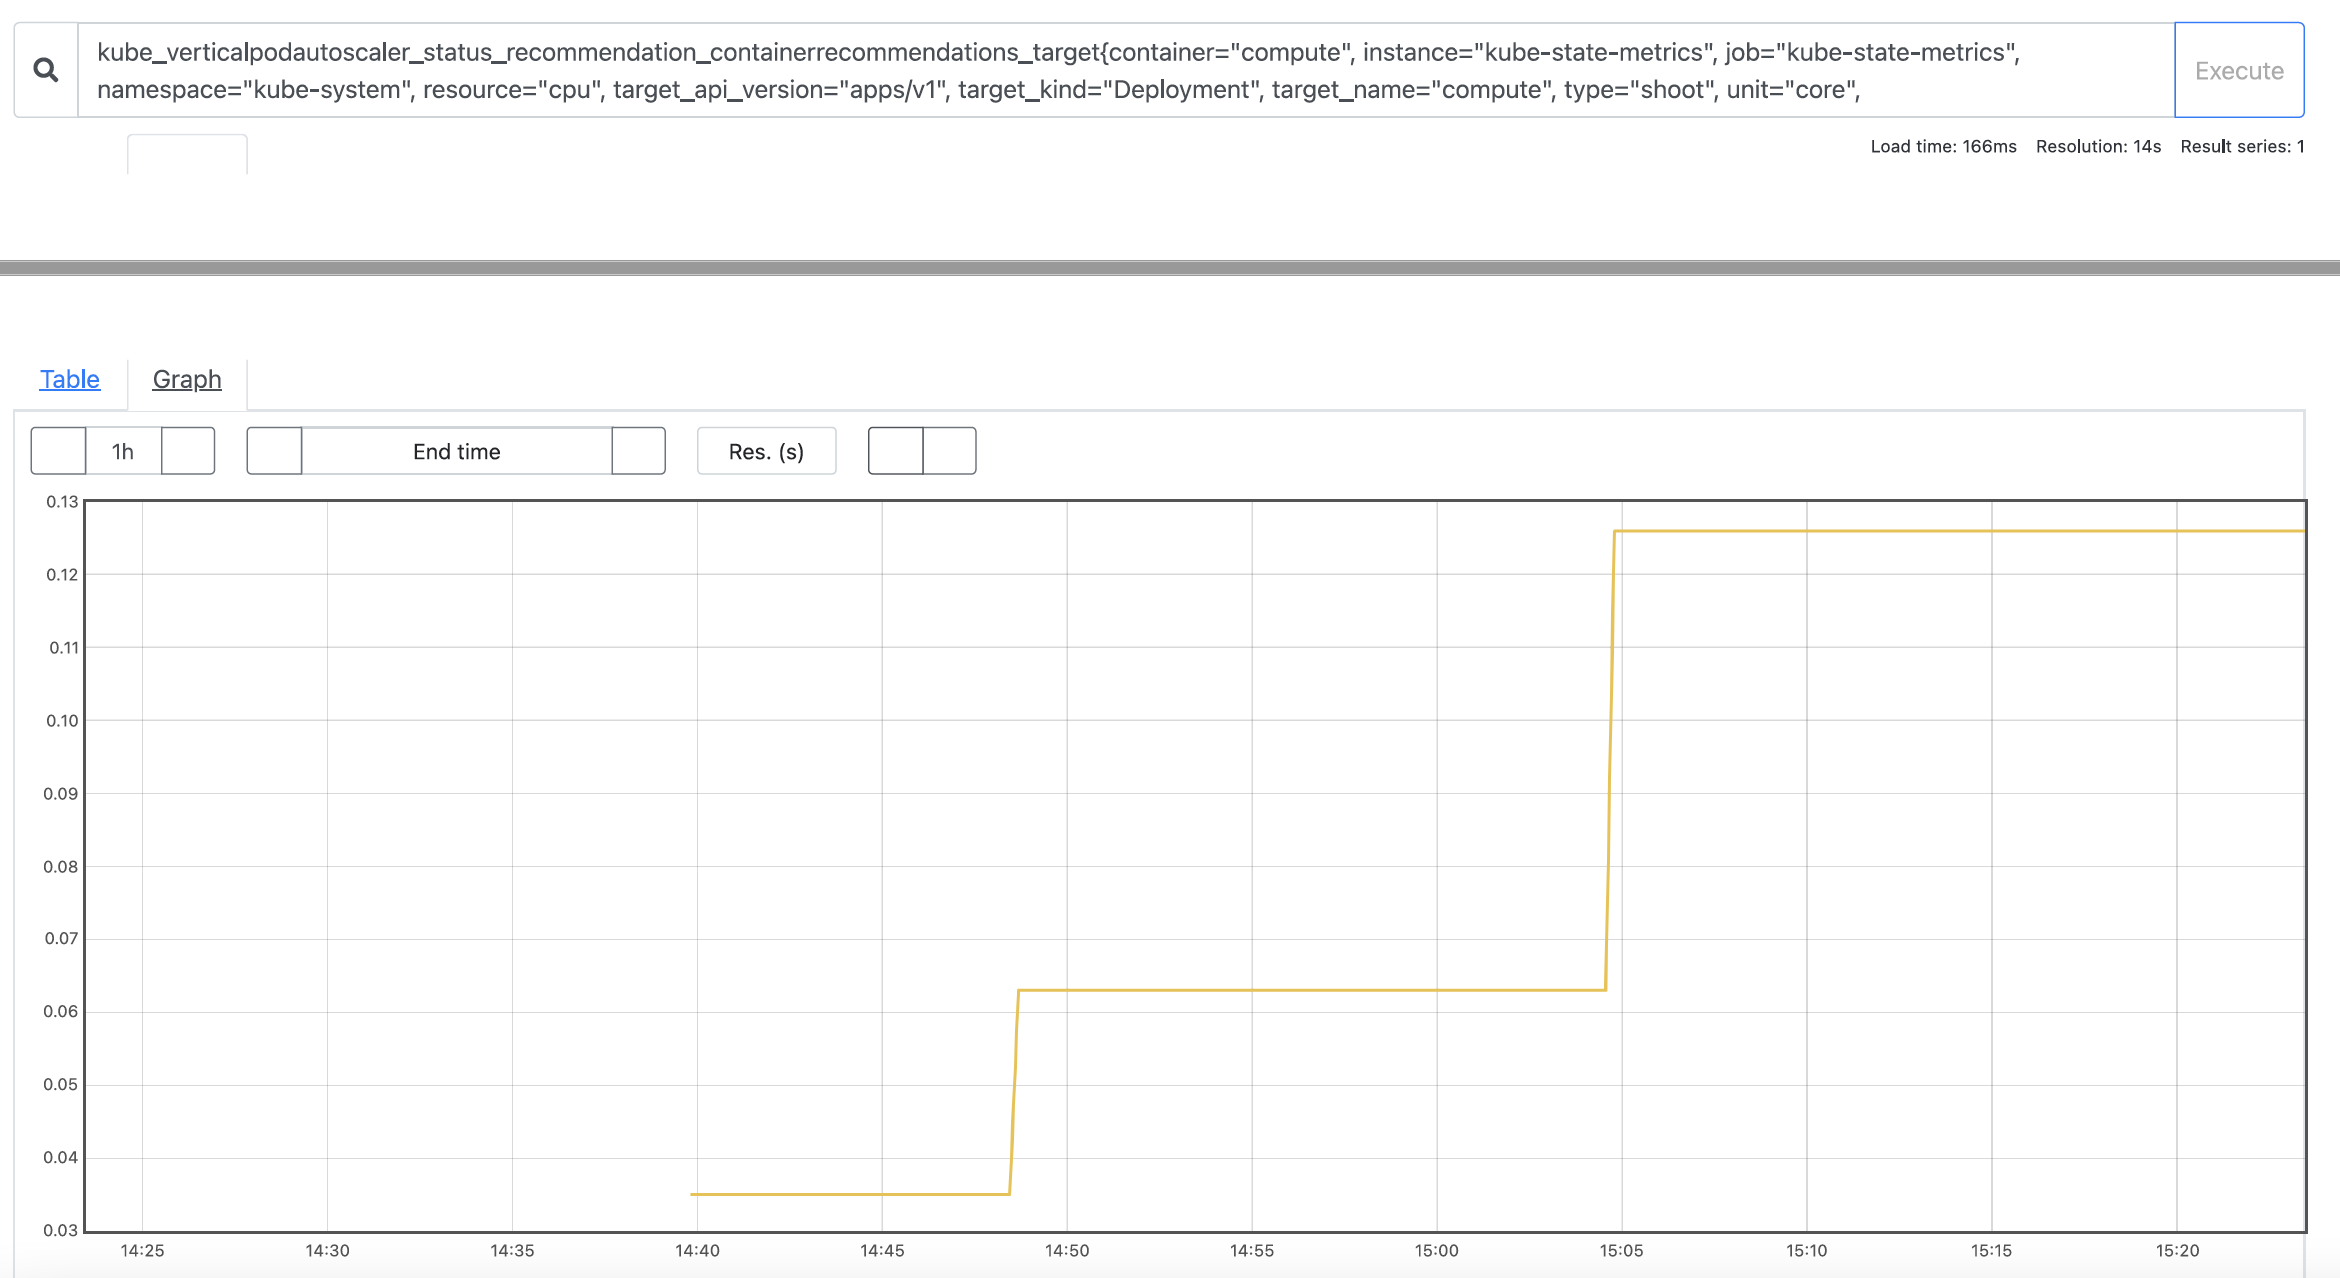 kube_verticalpodautoscaler_status_recommendation_containerrecommendations_target{container="compute", instance="kube-state-metrics", job="kube-state-metrics",
namespace="kube-system", resource="cpu", target_api_version="apps/v1", target_kind="Deployment", target_name="compute", type="shoot", unit="core",
Execute
Load time: 166ms Resolution: 14s Result series: 1
Table Graph
1h End time Res. (s)
0.13
0.12
0.11
0.10
0.09
0.08
0.07
0.06
0.05
0.04
0.03
14:25 14:30 14:35 14:40 14:45 14:50 14:55 15:00 15:05 15:10 15:15 15:20